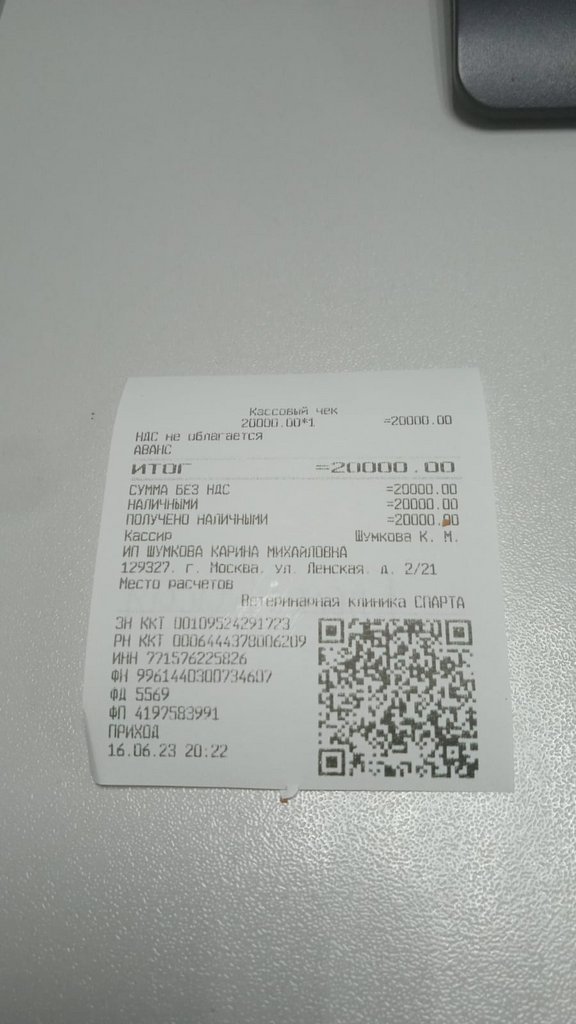 Кассовый чек
20000.00*1 =20000.00
НДС не облагается
АВАНС
ИТОГ =20000.00
СУММА БЕЗ НДС =20000.00
НАЛИЧНЫМИ =20000.00
ПОЛУЧЕНО НАЛИЧНЫМИ =20000.00
Кассир Шумкова К. М.
ИП ШУМКОВА КАРИНА МИХАЙЛОВНА
129327, г. Москва, ул. Ленская, д. 2/21
Место расчетов
Ветеринарная клиника СПАРТА
ЗН ККТ 00109524291723
РН ККТ 0006444378006209
ИНН 771576225826
ФН 9961440300734607
ФД 5569
ФП 4197583991
ПРИХОД
16.06.23 20:22